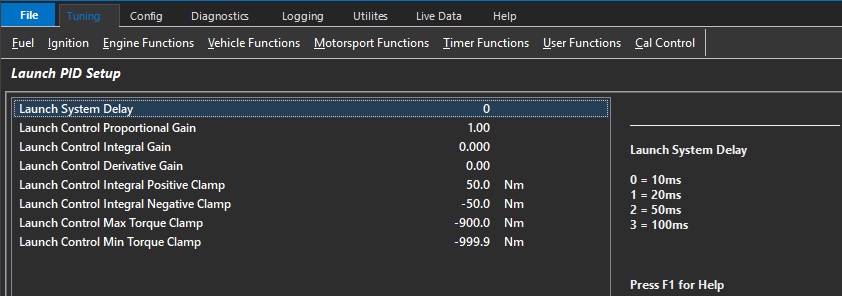 File Tuning Config Diagnostics Logging Utilites Live Data Help
Fuel Ignition Engine Functions Vehicle Functions Motorsport Functions Timer Functions User Functions Cal Control
Launch PID Setup
Launch System Delay 0
Launch Control Proportional Gain 1.00
Launch Control Integral Gain 0.000
Launch Control Derivative Gain 0.00
Launch Control Integral Positive Clamp 50.0 Nm
Launch Control Integral Negative Clamp -50.0 Nm
Launch Control Max Torque Clamp -900.0 Nm
Launch Control Min Torque Clamp -999.9 Nm
Launch System Delay
0 = 10ms
1 = 20ms
2 = 50ms
3 = 100ms
Press F1 for Help